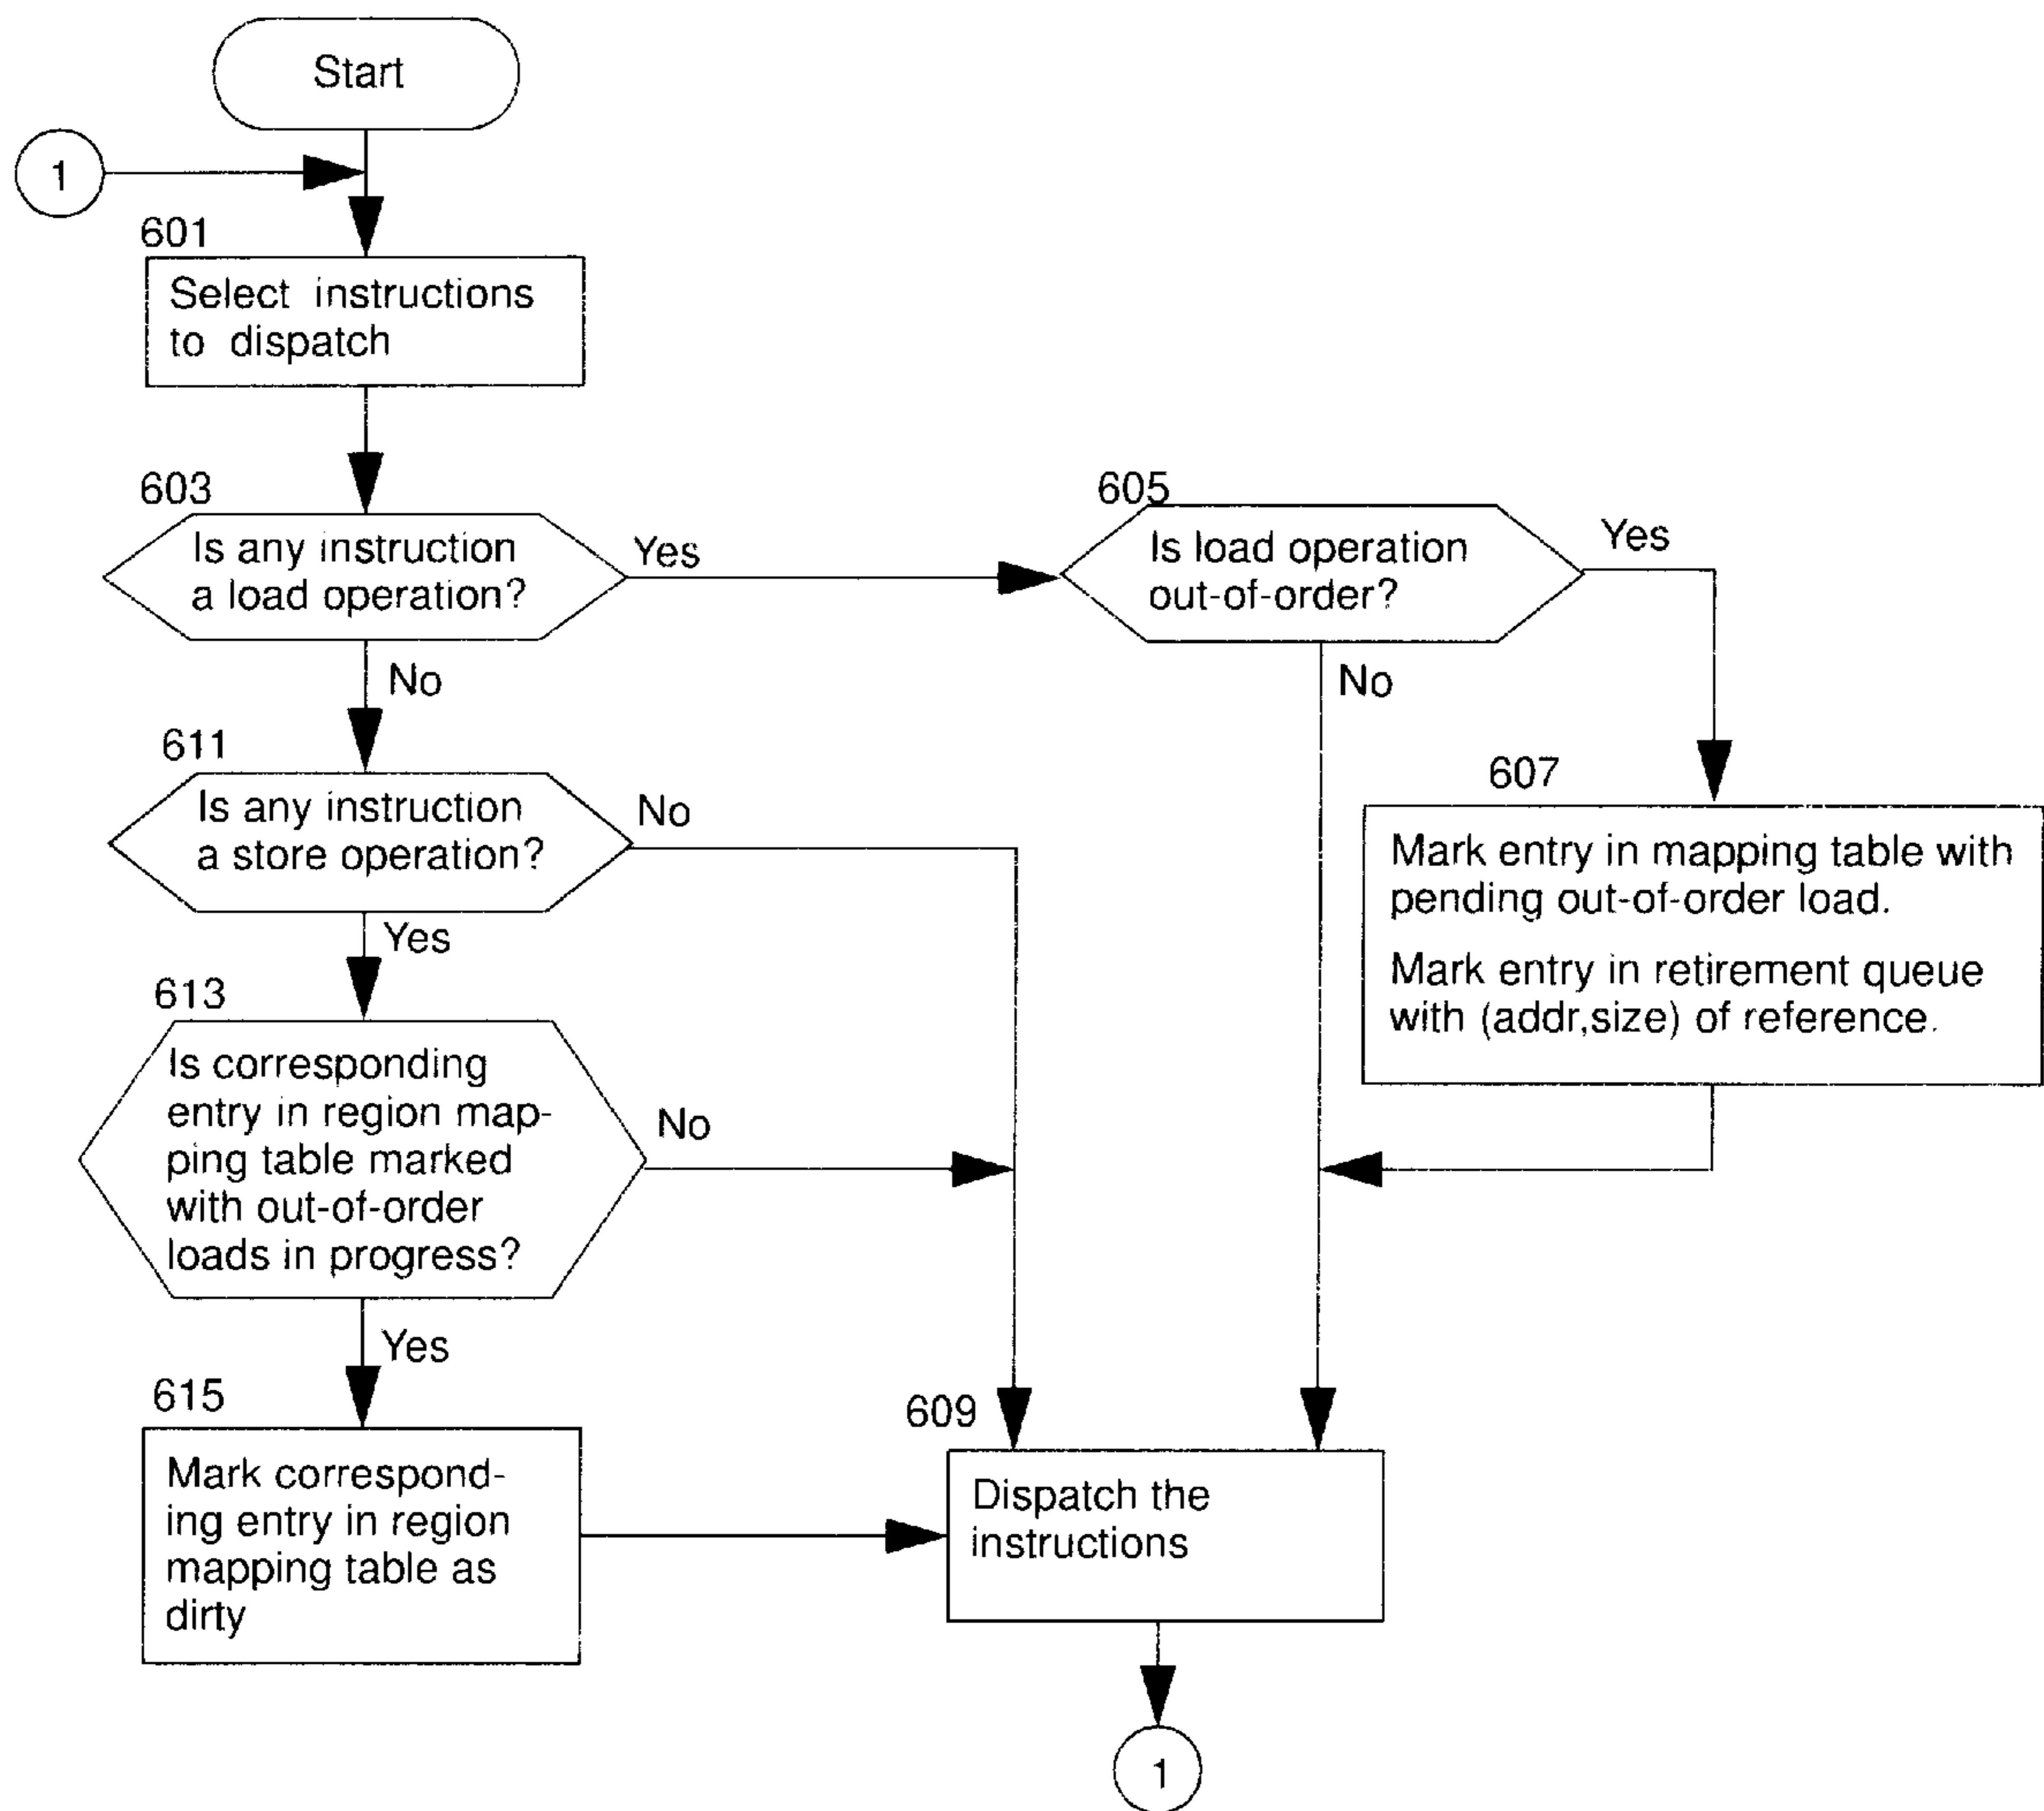 Start
1
601
Select instructions
to dispatch
603
Is any instruction
a load operation?
Yes
No
605
Is load operation
out-of-order?
Yes
No
607
Mark entry in mapping table with
pending out-of-order load.
Mark entry in retirement queue
with (addr,size) of reference.
611
Is any instruction
a store operation?
No
Yes
613
Is corresponding
entry in region map-
ping table marked
with out-of-order
loads in progress?
No
Yes
615
Mark correspond-
ing entry in region
mapping table as
dirty
609
Dispatch the
instructions
1